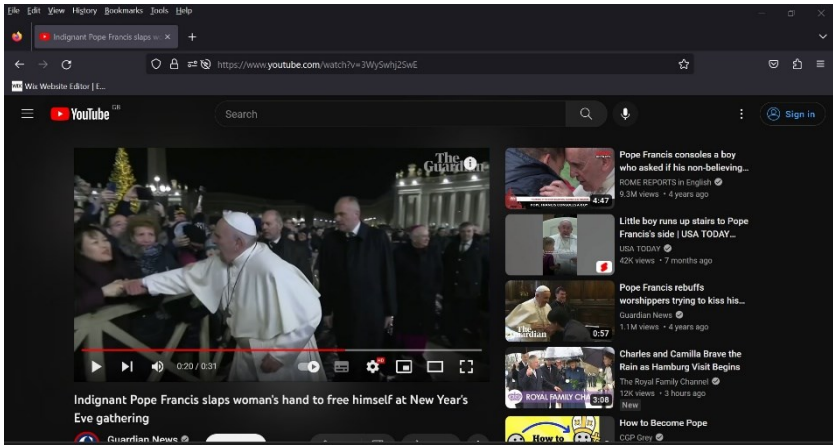 File Edit View History Bookmarks Tools Help
Indignant Pope Francis slaps w
https://www.youtube.com/watch?v=3WySwhj2SwE
WIX Wix Website Editor | E...
YouTube GB
Search
Sign in
The
Guardian
0:20 / 0:31
HD
Indignant Pope Francis slaps woman's hand to free himself at New Year's
Eve gathering
Guardian News
4:47
Pope Francis consoles a boy
who asked if his non-believing...
ROME REPORTS in English
9.3M views • 4 years ago
Little boy runs up stairs to Pope
Francis's side | USA TODAY...
USA TODAY
42K views • 7 months ago
The
Guardian
0:57
Pope Francis rebuffs
worshippers trying to kiss his...
Guardian News
1.1M views • 4 years ago
ROYAL FAMILY CH
3:08
Charles and Camilla Brave the
Rain as Hamburg Visit Begins
The Royal Family Channel
12K views • 3 hours ago
New
How to
How to Become Pope
CGP Grey